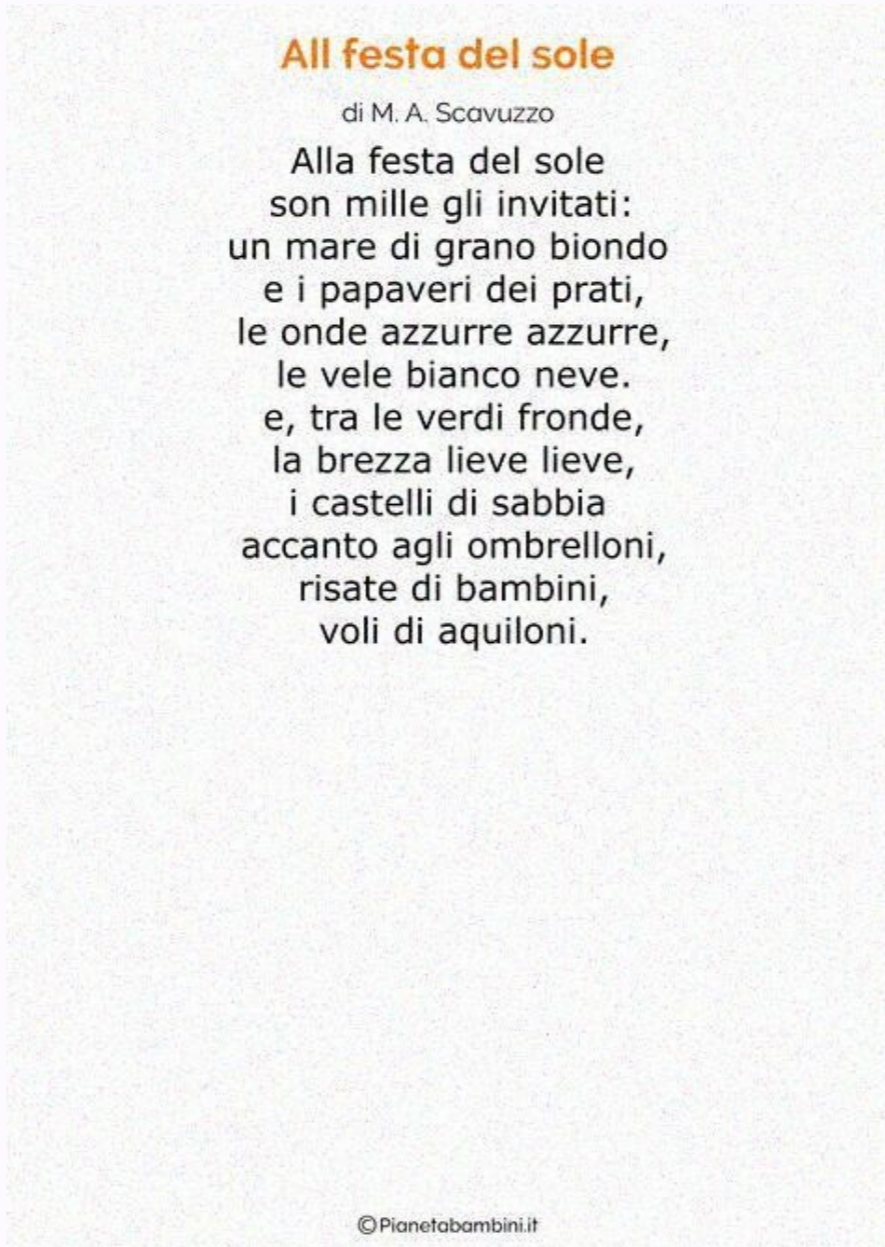 All festa del sole
di M. A. Scavuzzo
Alla festa del sole
son mille gli invitati:
un mare di grano biondo
e i papaveri dei prati,
le onde azzurre azzurre,
le vele bianco neve.
e, tra le verdi fronde,
la brezza lieve lieve,
i castelli di sabbia
accanto agli ombrelloni,
risate di bambini,
voli di aquiloni.
©Pianetabambini.it